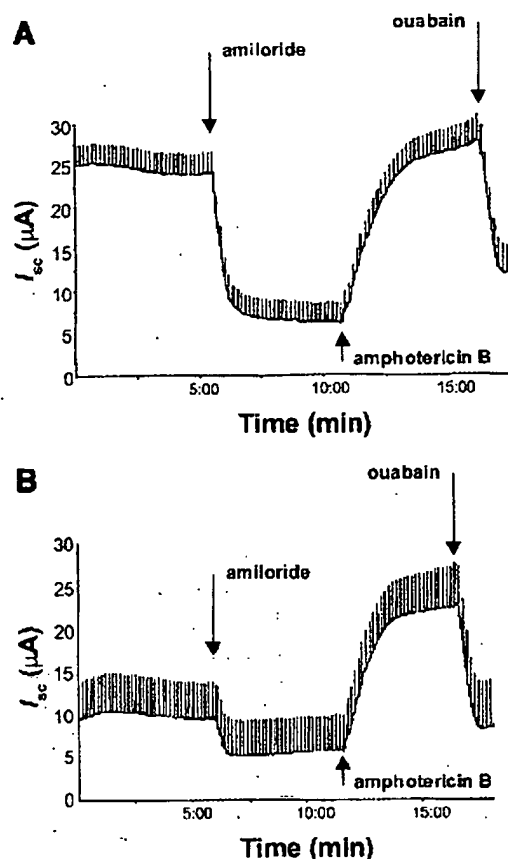 A
ouabain
amiloride
30
25
20
15
10
5
0
I sc (μA)
amphotericin B
5:00 10:00 15:00
Time (min)
B
ouabain
amiloride
30
25
20
15
10
5
0
I sc (μA)
amphotericin B
5:00 10:00 15:00
Time (min)